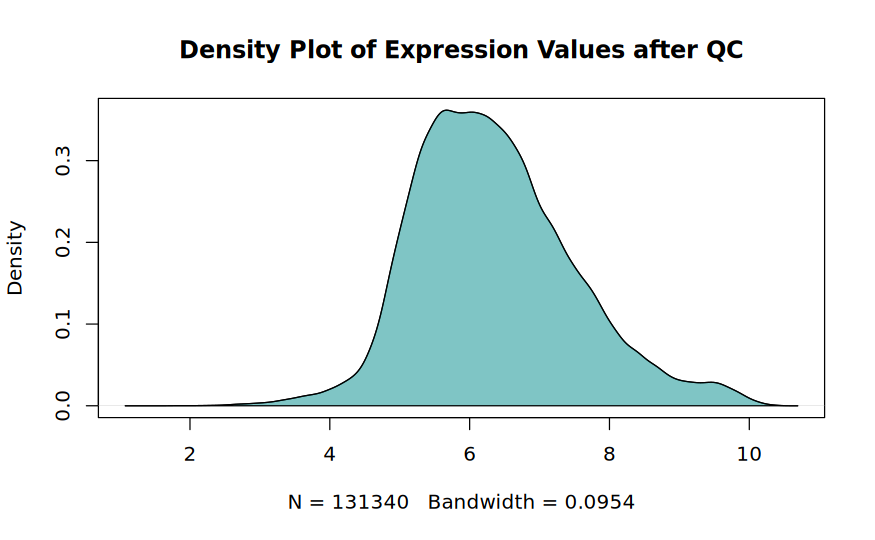 Density Plot of Expression Values after QC
Density
0.3
0.2
0.1
0.0
2 4 6 8 10
N = 131340 Bandwidth = 0.0954